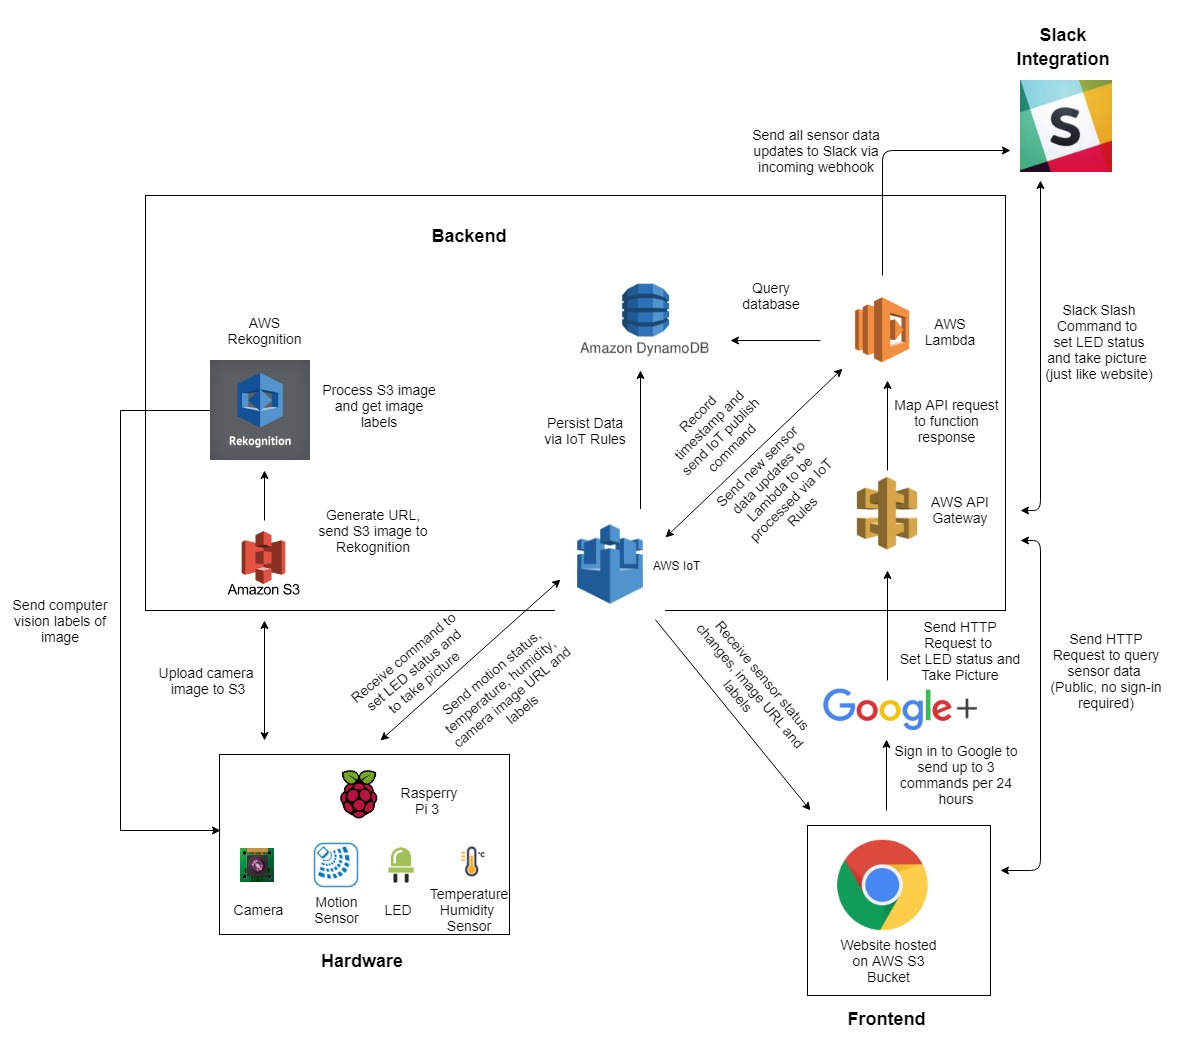 Slack
Integration
S
Send all sensor data
updates to Slack via
incoming webhook
Backend
Query
database
Amazon DynamoDB
AWS
Lambda
AWS
Rekognition
Rekognition
Process S3 image
and get image
labels
Slack Slash
Command to
set LED status
and take picture
(just like website)
Persist Data
via IoT Rules
Record
timestamp and
send IoT publish
command
Send new sensor
data updates to
Lambda to be
processed via IoT
Rules
Map API request
to function
response
AWS API
Gateway
Generate URL,
send S3 image to
Rekognition
Amazon S3
AWS IoT
Send computer
vision labels of
image
Upload camera
image to S3
Receive command to
set LED status and
to take picture
Send motion status,
temperature, humidity,
camera image URL and
labels
Receive sensor status
changes, image URL and
labels
Send HTTP
Request to
Set LED status and
Take Picture
Send HTTP
Request to query
sensor data
(Public, no sign-in
required)
Google+
Sign in to Google to
send up to 3
commands per 24
hours
Rasperry
Pi 3
°C
Camera
Motion
Sensor
LED
Temperature
Humidity
Sensor
Hardware
Website hosted
on AWS S3
Bucket
Frontend